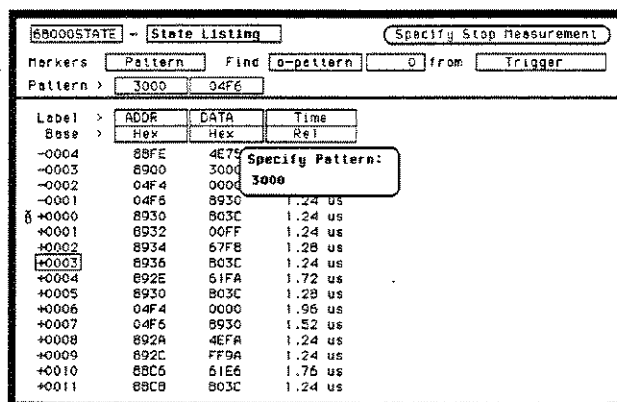 68000STATE - State Listing Specify Stop Measurement
Markers Pattern Find o-pattern 0 from Trigger
Pattern > 3000 04F6
Label > ADDR DATA Time
Base > Hex Hex Rel
-0004 88FE 4E75
-0003 8900 3000
-0002 04F4 0000
-0001 04F6 8930 1.24 us
+0000 8930 B03C 1.24 us
+0001 8932 00FF 1.24 us
+0002 8934 67F8 1.28 us
+0003 8936 B03C 1.24 us
+0004 892E 61FA 1.72 us
+0005 8930 B03C 1.28 us
+0006 04F4 0000 1.96 us
+0007 04F6 8930 1.52 us
+0008 892A 4EFA 1.24 us
+0009 892C FF9A 1.24 us
+0010 88C6 61E6 1.76 us
+0011 88C8 B03C 1.24 us
Specify Pattern:
3000